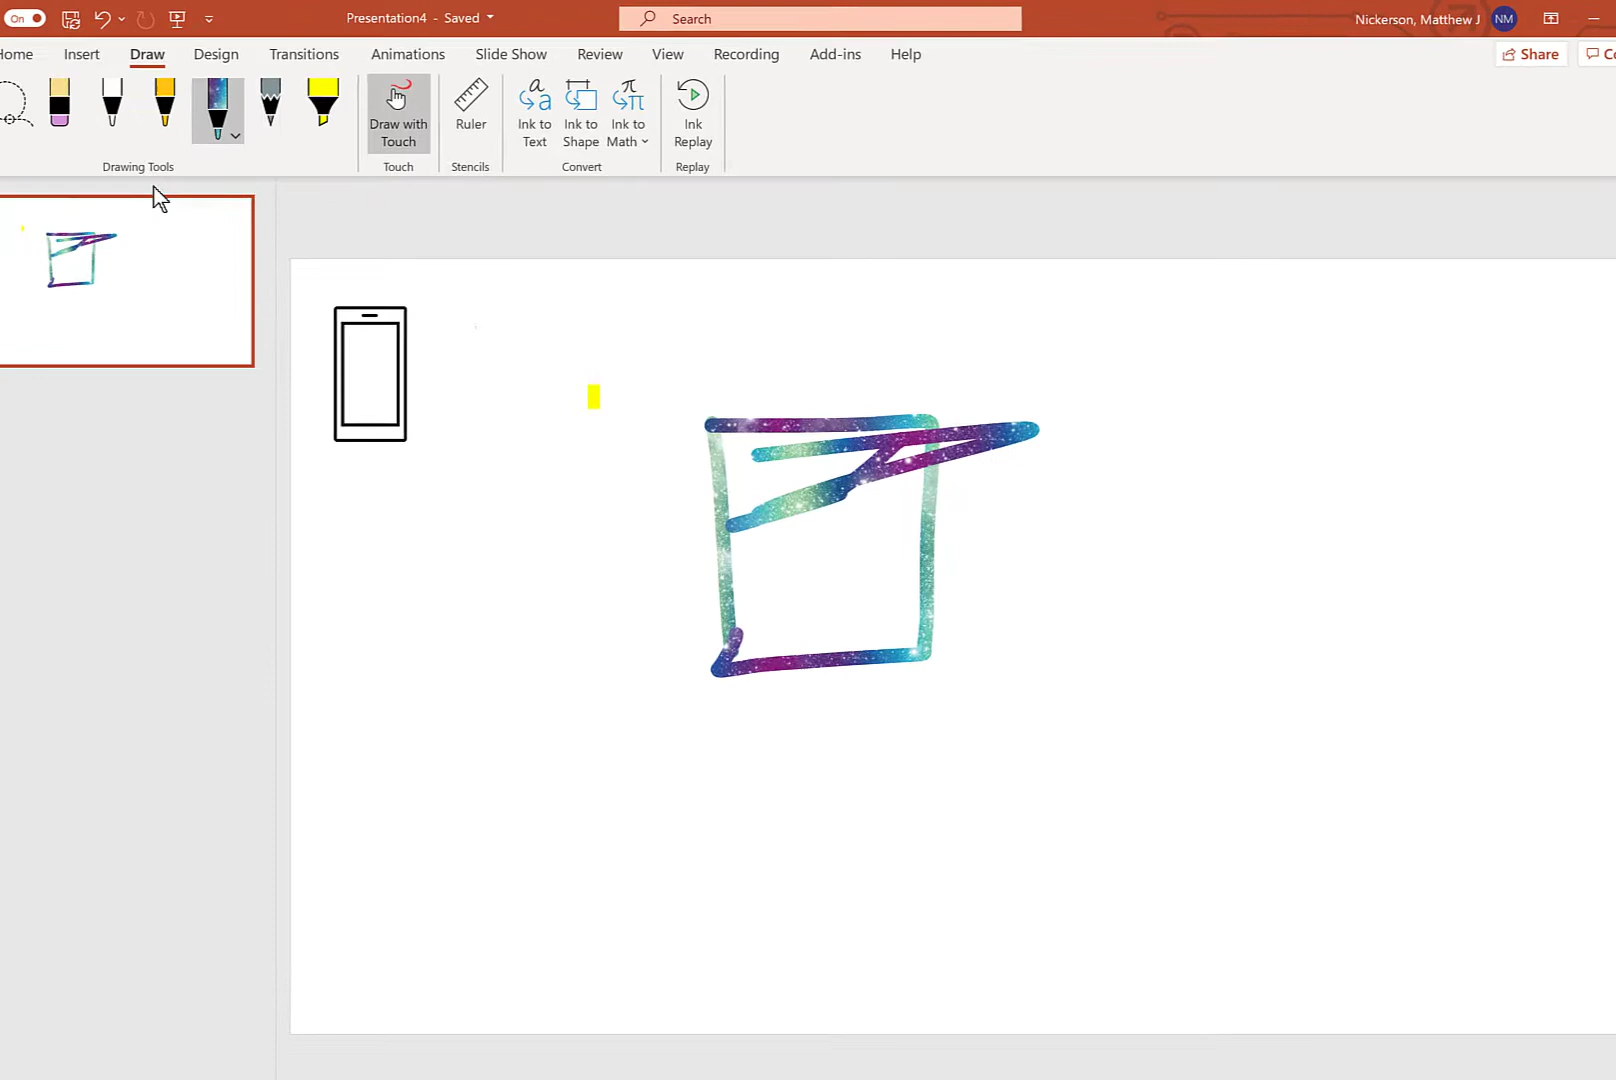 On Presentation4 - Saved Search Nickerson, Matthew J NM
Insert Draw Design Transitions Animations Slide Show Review View Recording Add-ins Help Share
Draw with Touch
Ruler
Ink to Text
Ink to Shape
Ink to Math
Ink Replay
Drawing Tools Touch Stencils Convert Replay